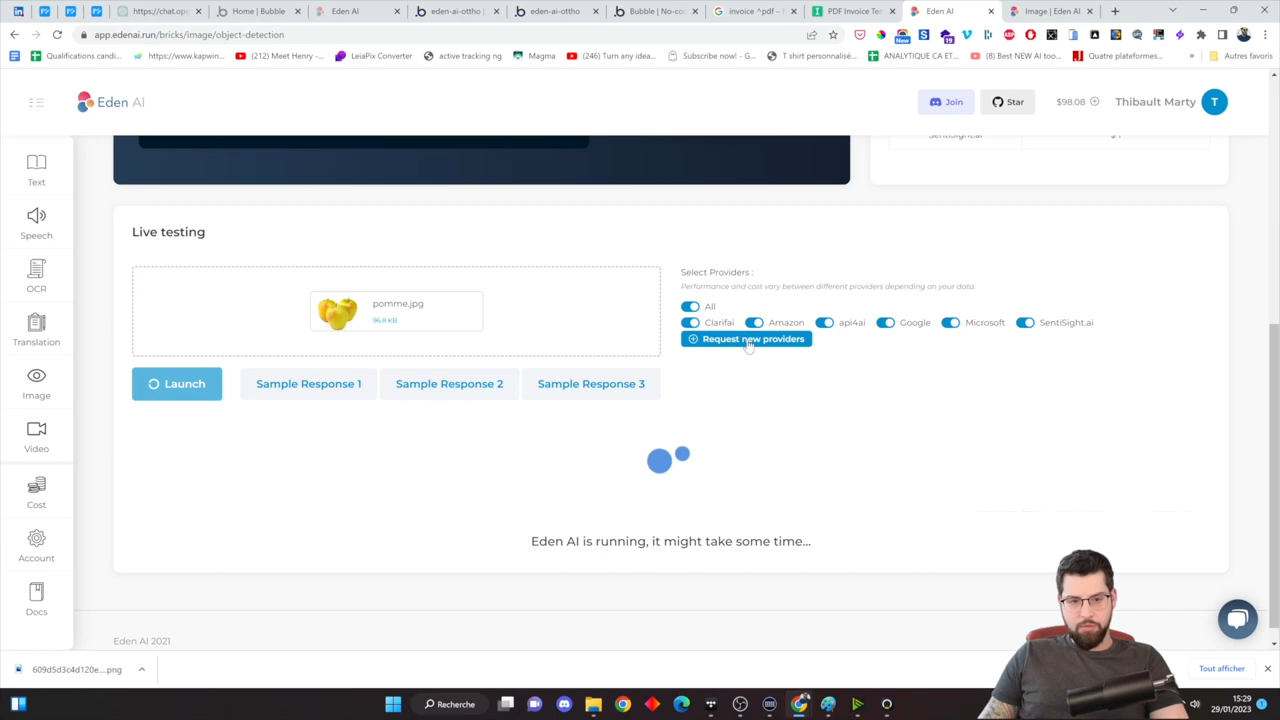 https://chat.ope
Home | Bubble
Eden AI
eden-ai-ottho
eden-ai-ottho
Bubble | No-co
invoice ^pdf -
PDF Invoice Te
Eden AI
Image | Eden AI
app.edenai.run/bricks/image/object-detection
Qualifications candi...
https://www.kapwin...
(212) Meet Henry -...
LeiaPix Converter
active tracking ng
Magma
(246) Turn any idea...
Subscribe now! - G...
T shirt personnalisé...
ANALYTIQUE CA ET...
(8) Best NEW AI too...
Quatre plateformes...
»
Autres favoris
Eden AI
Join
Star
$98.08
Thibault Marty
T
Text
Speech
OCR
Translation
Image
Video
Cost
Account
Docs
Live testing
pomme.jpg
96.8 KB
Select Providers :
Performance and cost vary between different providers depending on your data.
All
Clarifai
Amazon
api4ai
Google
Microsoft
SentiSight.ai
Request new providers
Launch
Sample Response 1
Sample Response 2
Sample Response 3
Eden AI is running, it might take some time...
Eden AI 2021
609d5d3c4d120e....png
Tout afficher
Recherche
15:29
29/01/2023